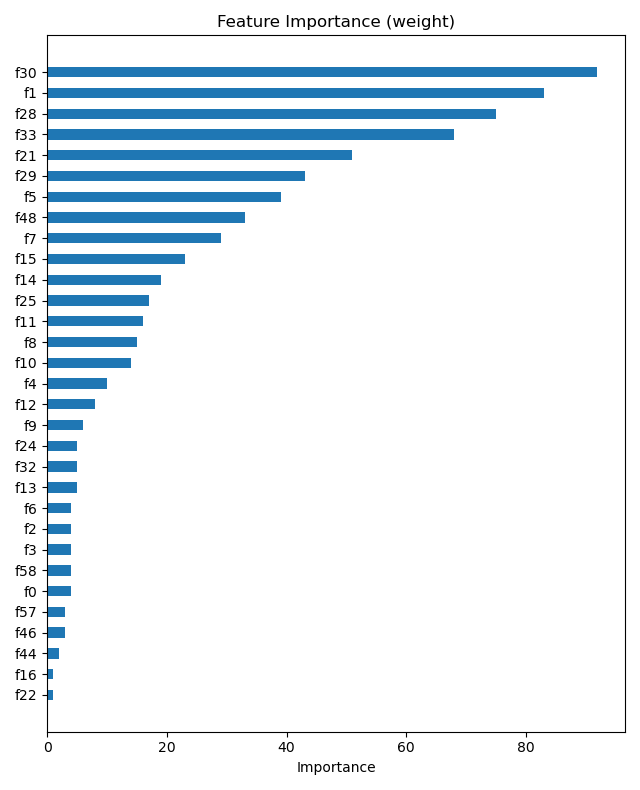 Feature Importance (weight)
f30
f1
f28
f33
f21
f29
f5
f48
f7
f15
f14
f25
f11
f8
f10
f4
f12
f9
f24
f32
f13
f6
f2
f3
f58
f0
f57
f46
f44
f16
f22
0 20 40 60 80
Importance